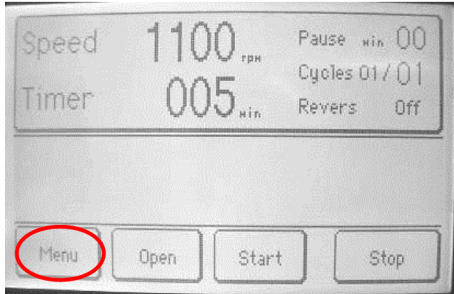 Speed 1100 rpm Pause min 00
Cycles 01/01
Timer 005 min Revers Off
Menu Open Start Stop